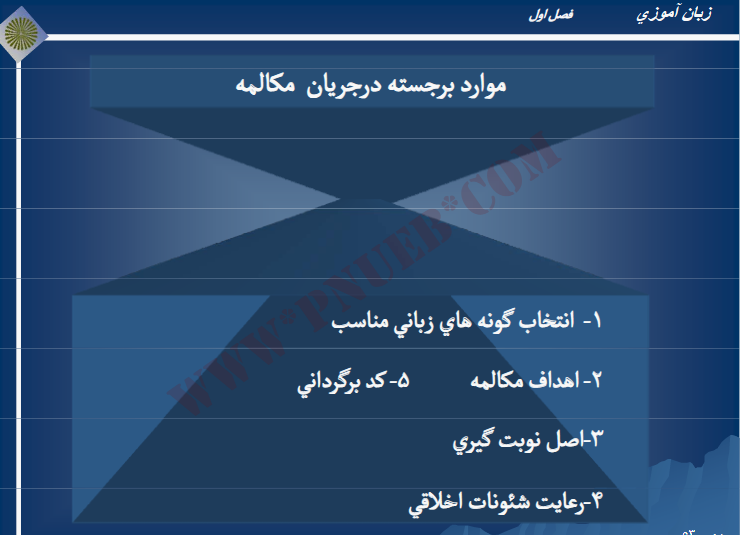 زبان آموزي
فصل اول
موارد برجسته درجريان مكالمه
۱- انتخاب گونه هاي زباني مناسب
۲- اهداف مكالمه ۵- كد برگرداني
۳-اصل نوبت گيري
۴-رعايت شئونات اخلاقي
WWW*PNUEB*COM